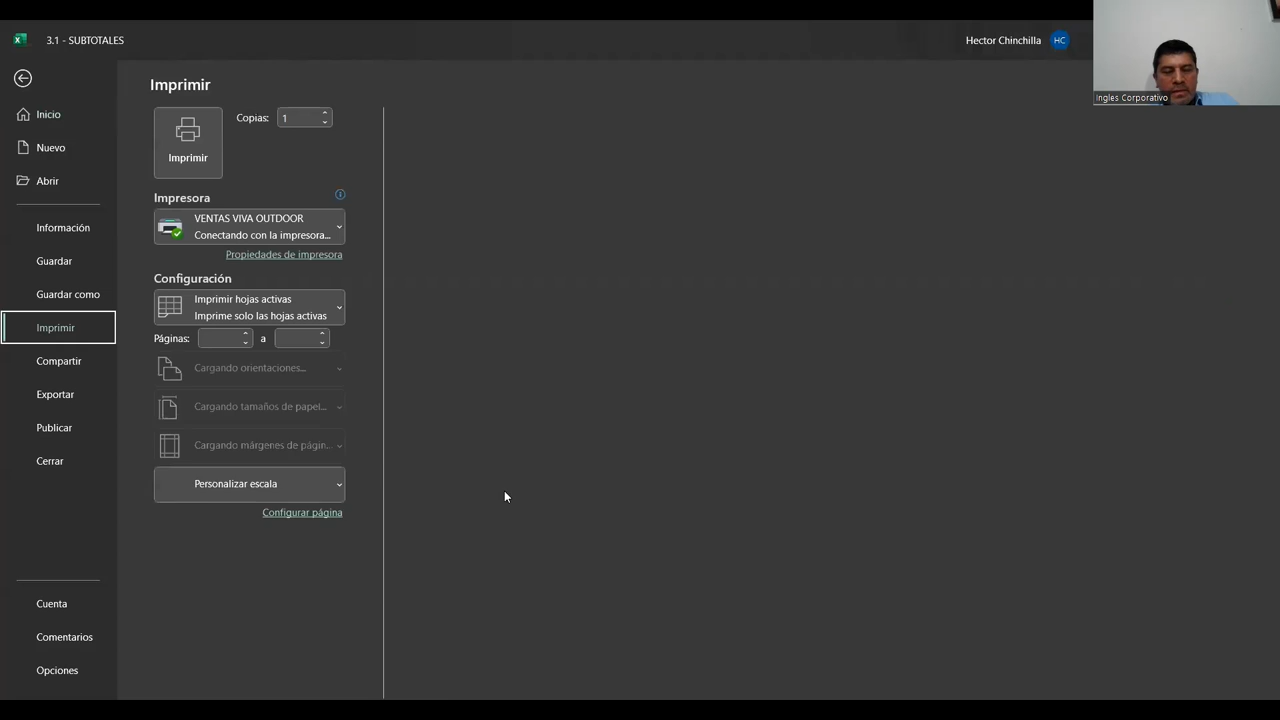 3.1 - SUBTOTALES
Hector Chinchilla
HC
Ingles Corporativo
Inicio
Nuevo
Abrir
Información
Guardar
Guardar como
Imprimir
Compartir
Exportar
Publicar
Cerrar
Cuenta
Comentarios
Opciones
Imprimir
Imprimir
Copias: 1
Impresora
VENTAS VIVA OUTDOOR
Conectando con la impresora...
Propiedades de impresora
Configuración
Imprimir hojas activas
Imprime solo las hojas activas
Páginas: a
Cargando orientaciones...
Cargando tamaños de papel...
Cargando márgenes de págin...
Personalizar escala
Configurar página